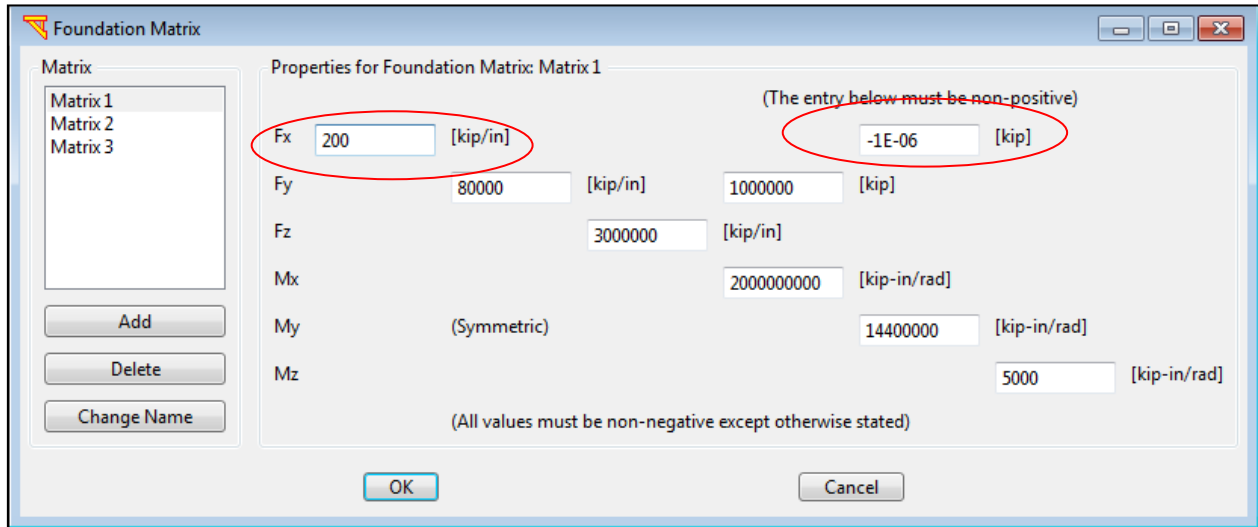 Foundation Matrix
Matrix
Matrix 1
Matrix 2
Matrix 3
Add
Delete
Change Name
Properties for Foundation Matrix: Matrix 1
(The entry below must be non-positive)
Fx 200 [kip/in] -1E-06 [kip]
Fy 80000 [kip/in] 1000000 [kip]
Fz 3000000 [kip/in]
Mx 2000000000 [kip-in/rad]
My (Symmetric) 14400000 [kip-in/rad]
Mz 5000 [kip-in/rad]
(All values must be non-negative except otherwise stated)
OK Cancel